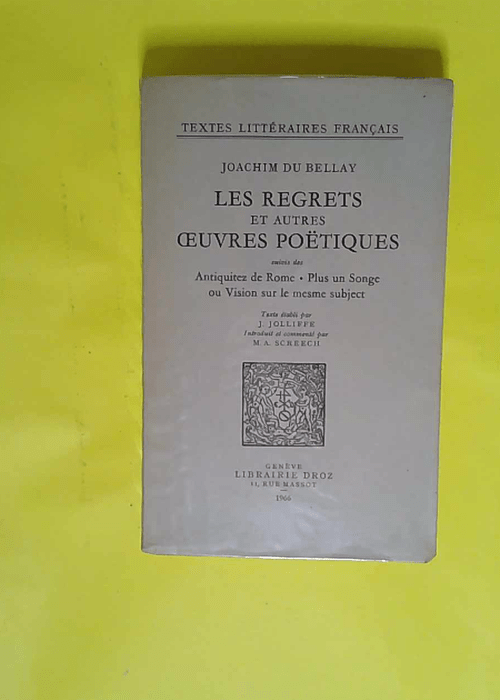 TEXTES LITTÉRAIRES FRANÇAIS
JOACHIM DU BELLAY
LES REGRETS
ET AUTRES
ŒUVRES POËTIQUES
suivis des
Antiquitez de Rome • Plus un Songe
ou Vision sur le mesme subject
Texte établi par
J. JOLLIFFE
Introduit et commenté par
M. A. SCREECH
GENÈVE
LIBRAIRIE DROZ
11, RUE MASSOT
1966